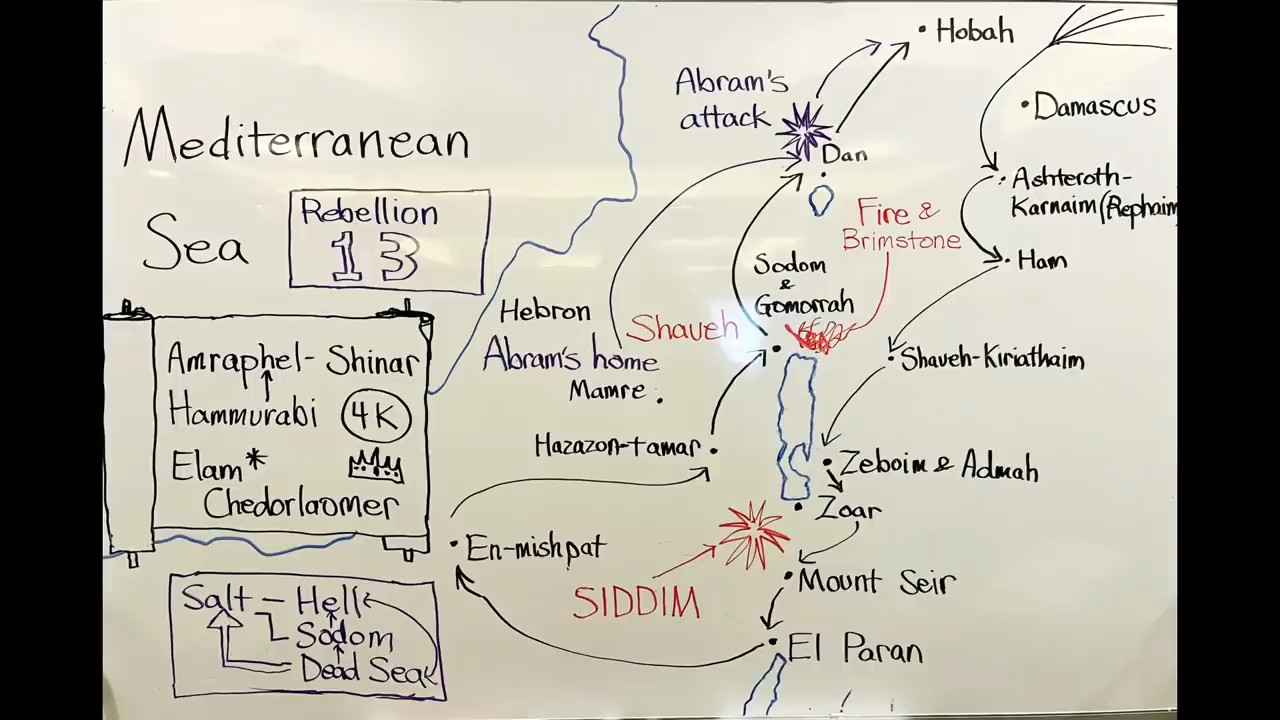 Mediterranean
Sea
Rebellion
13
Amraphel- Shinar
Hammurabi 4K
Elam*
Chedorlaomer
Salt - Hell
Sodom
Dead Sea
Hobah
Abram's
attack
Damascus
Dan
Ashteroth-
Karnaim (Rephaim
Fire &
Brimstone
Ham
Sodom
&
Gomorrah
Hebron
Shaveh
Abram's home
Mamre
Shaveh-Kiriathaim
Hazazon-tamar
Zeboim & Admah
Zoar
En-mishpat
SIDDIM
Mount Seir
El Paran